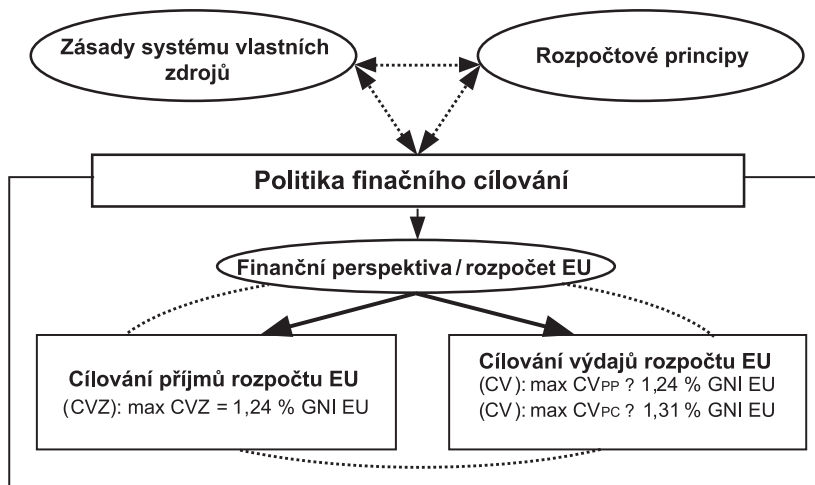 Zásady systému vlastních
zdrojů
Rozpočtové principy
Politika finačního cílování
Finanční perspektiva / rozpočet EU
Cílování příjmů rozpočtu EU
(CVZ): max CVZ = 1,24 % GNI EU
Cílování výdajů rozpočtu EU
(CV): max CVPP ? 1,24 % GNI EU
(CV): max CVPC ? 1,31 % GNI EU